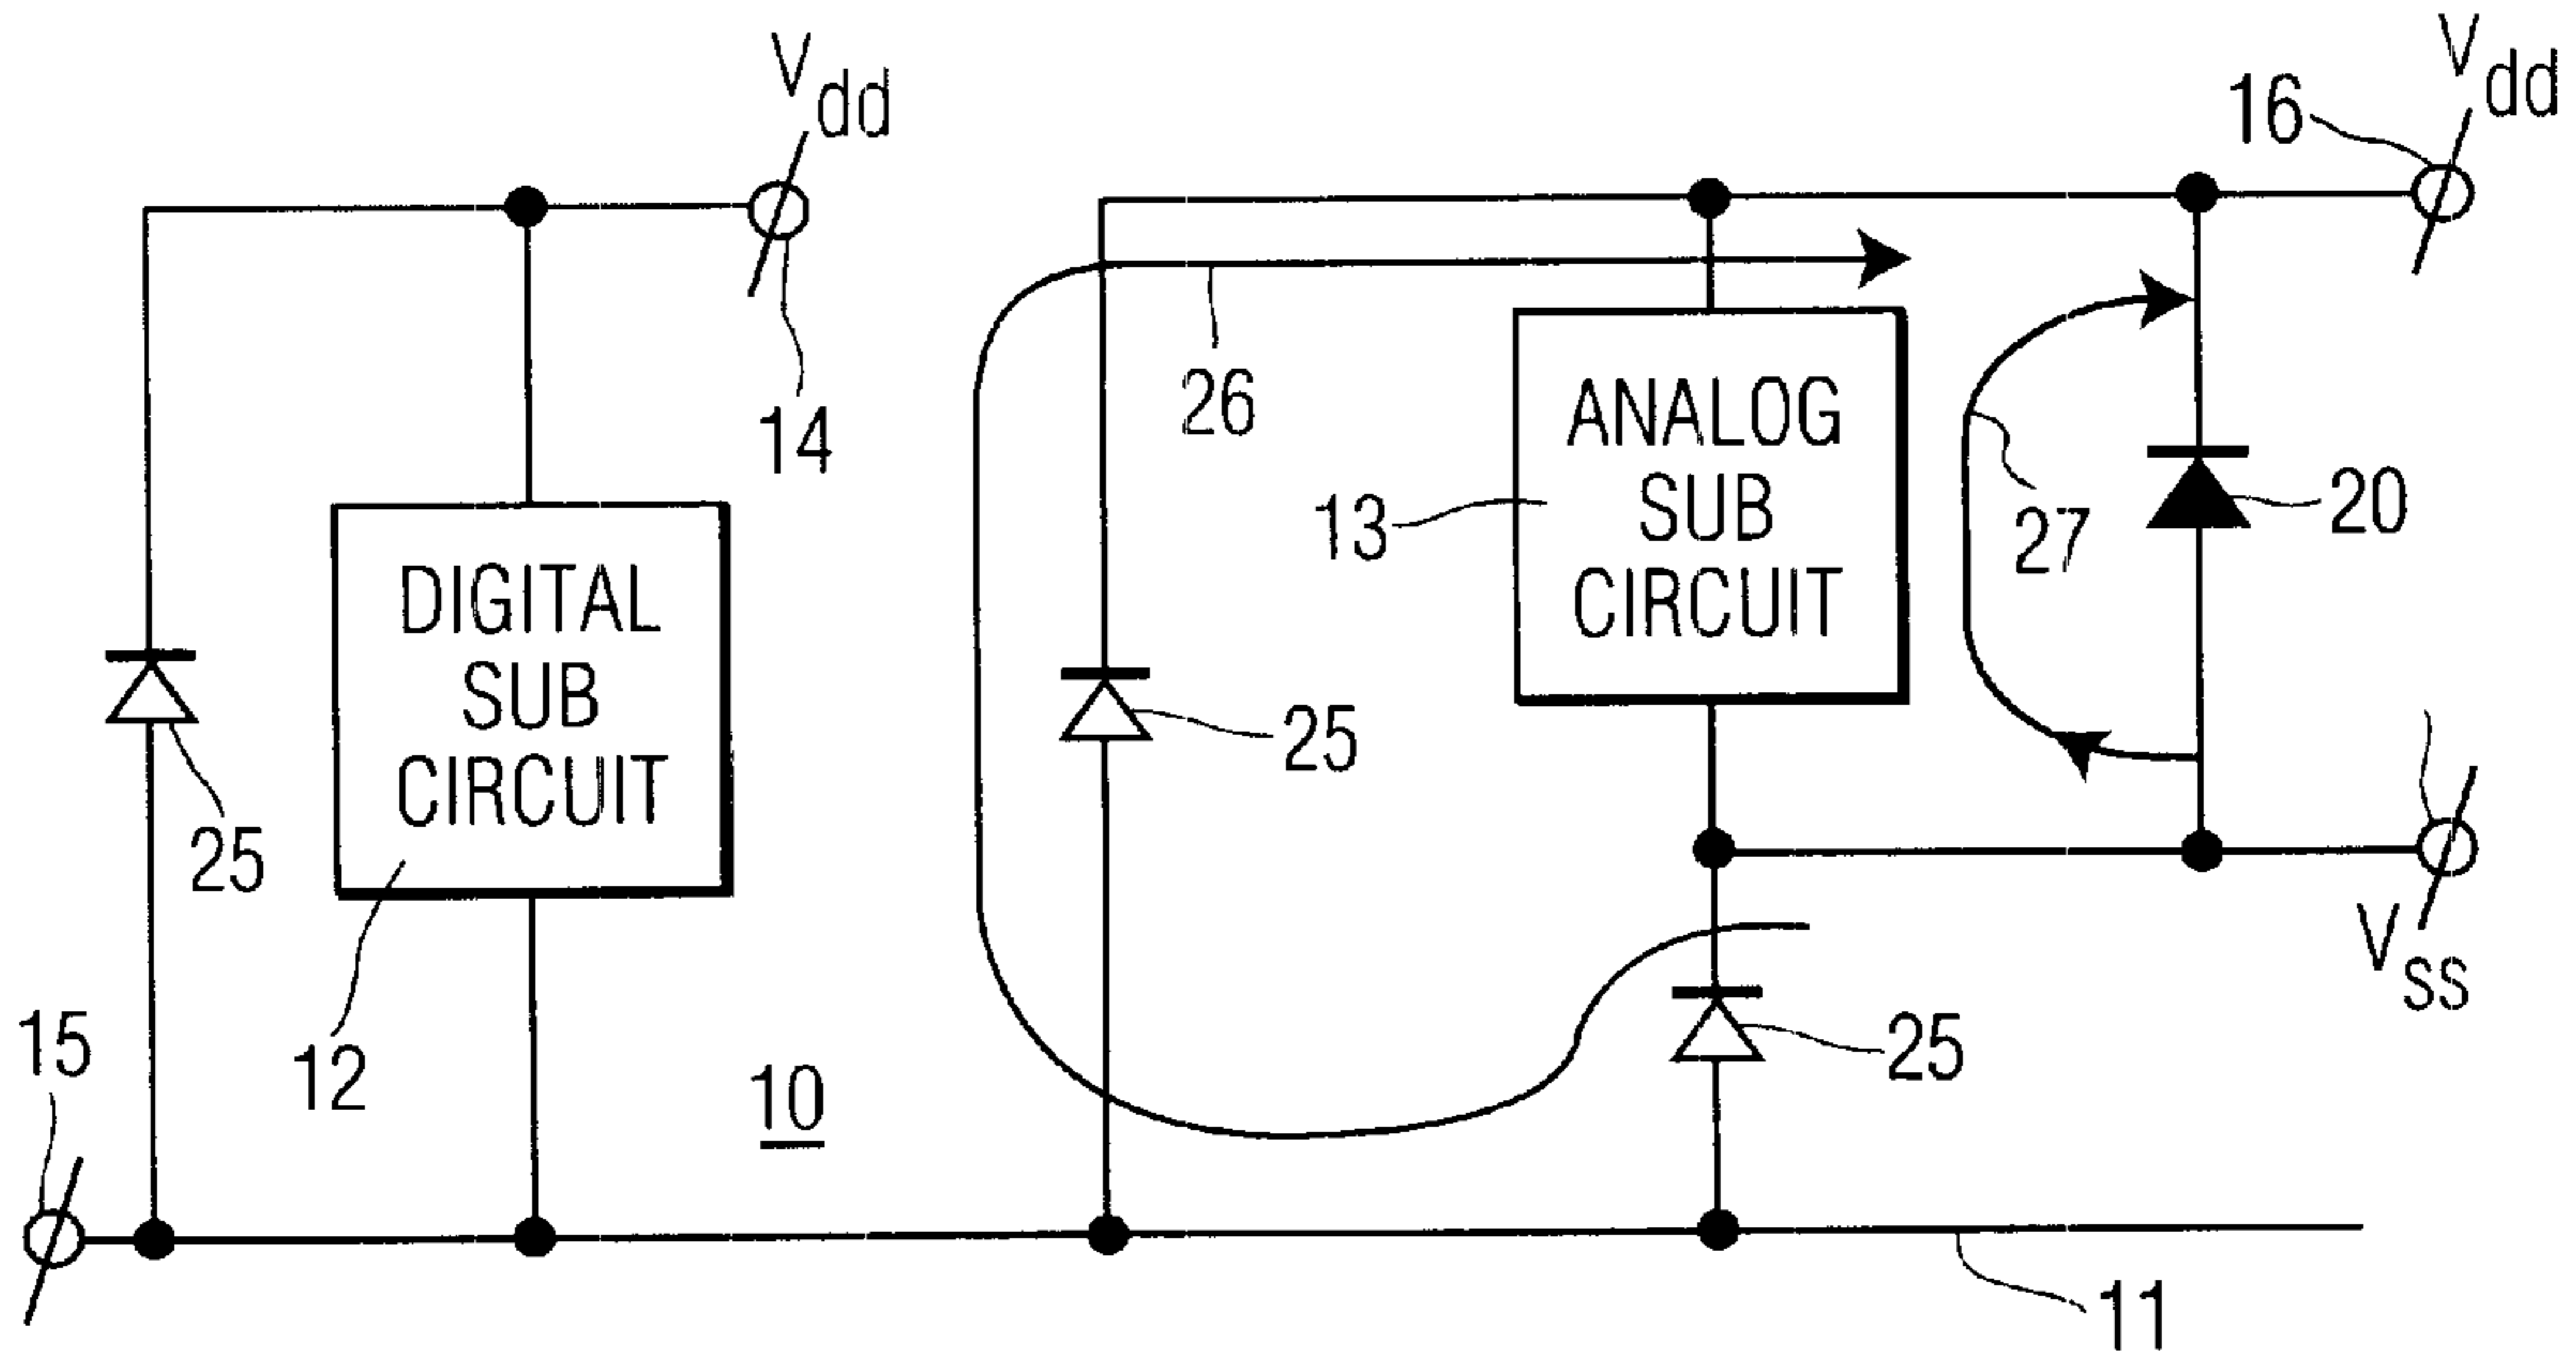 Vdd
Vdd
16
14
26
ANALOG
SUB
CIRCUIT
13
20
27
DIGITAL
SUB
CIRCUIT
25
25
Vss
15
12
10
25
11